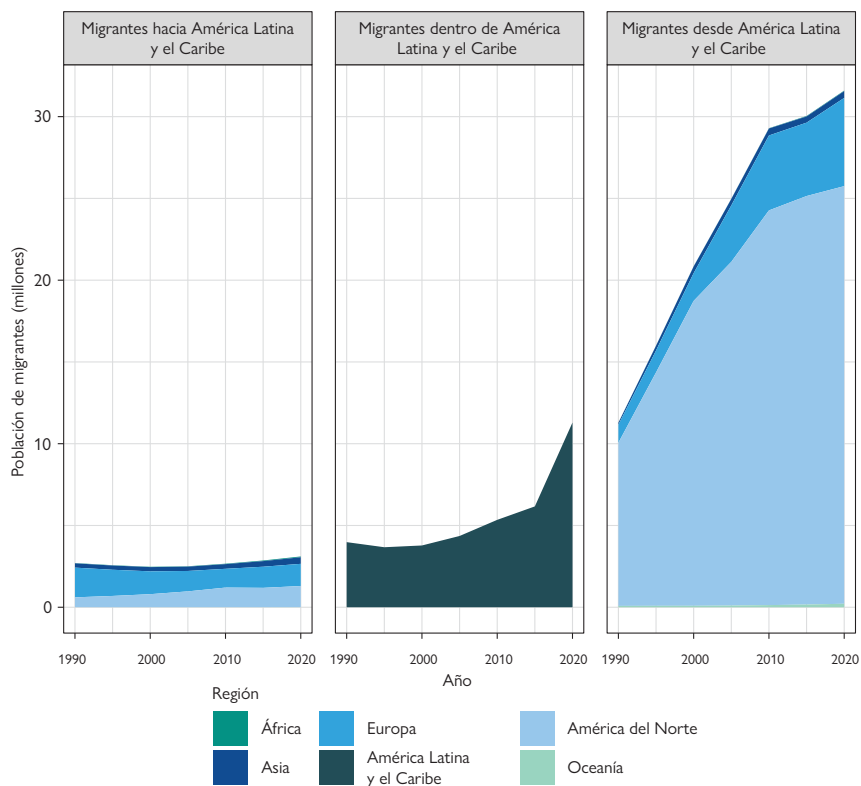 Migrantes hacia América Latina
y el Caribe
Migrantes dentro de América
Latina y el Caribe
Migrantes desde América Latina
y el Caribe
Población de migrantes (millones)
30
20
10
0
1990 2000 2010 2020
1990 2000 2010 2020
1990 2000 2010 2020
Año
Región
África
Europa
América del Norte
Asia
América Latina
y el Caribe
Oceanía